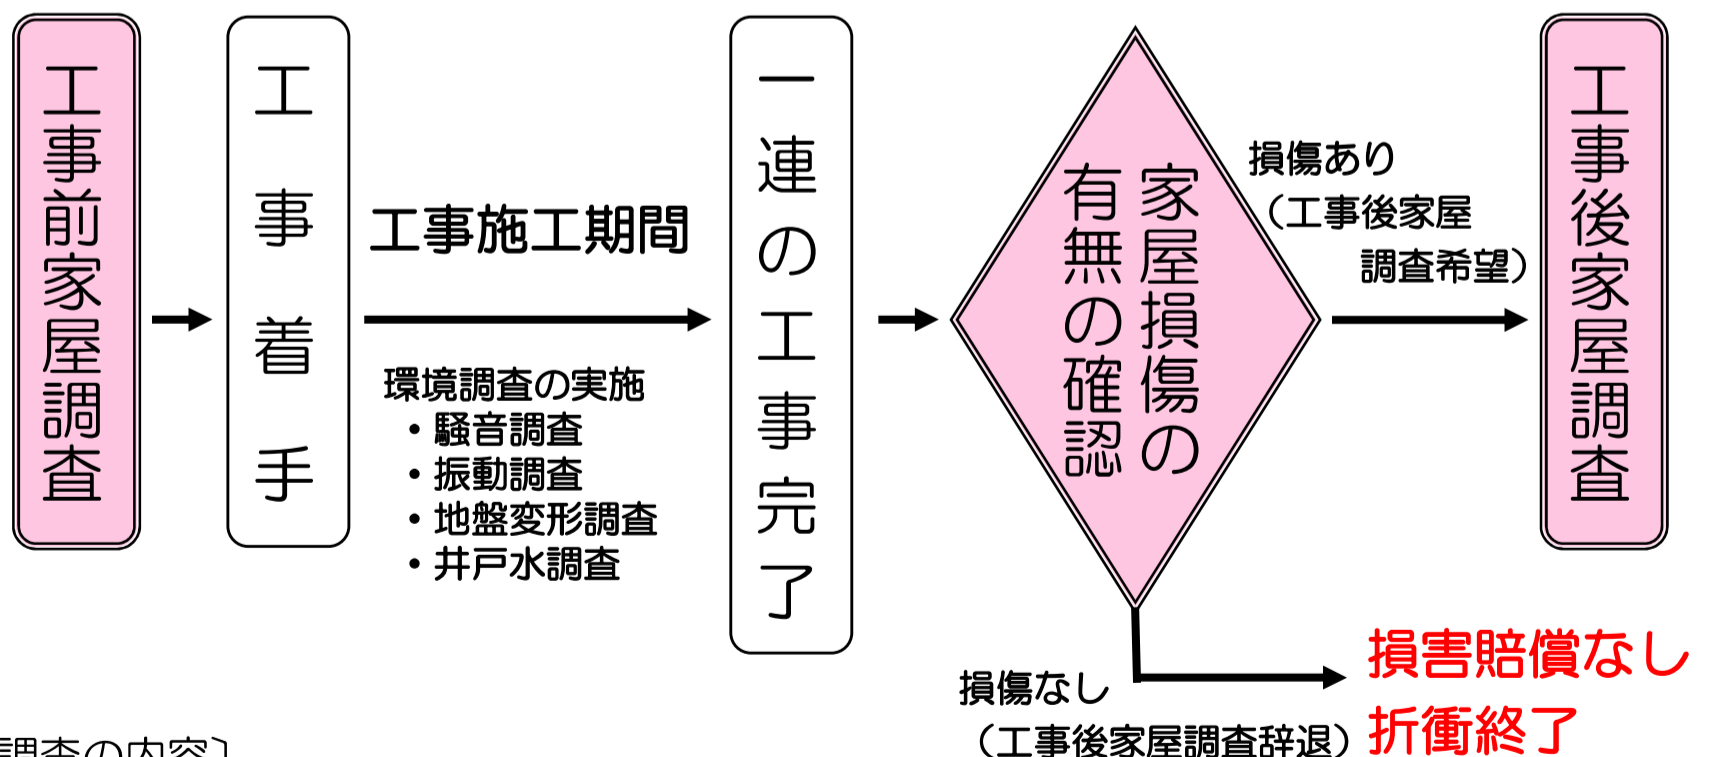 工事前家屋調査
工事着手
工事施工期間
環境調査の実施
・騒音調査
・振動調査
・地盤変形調査
・井戸水調査
一連の工事完了
家屋損傷の
有無の確認
損傷あり
（工事後家屋
調査希望）
工事後家屋調査
損傷なし
（工事後家屋調査辞退）
損害賠償なし
折衝終了
調査の内容〕